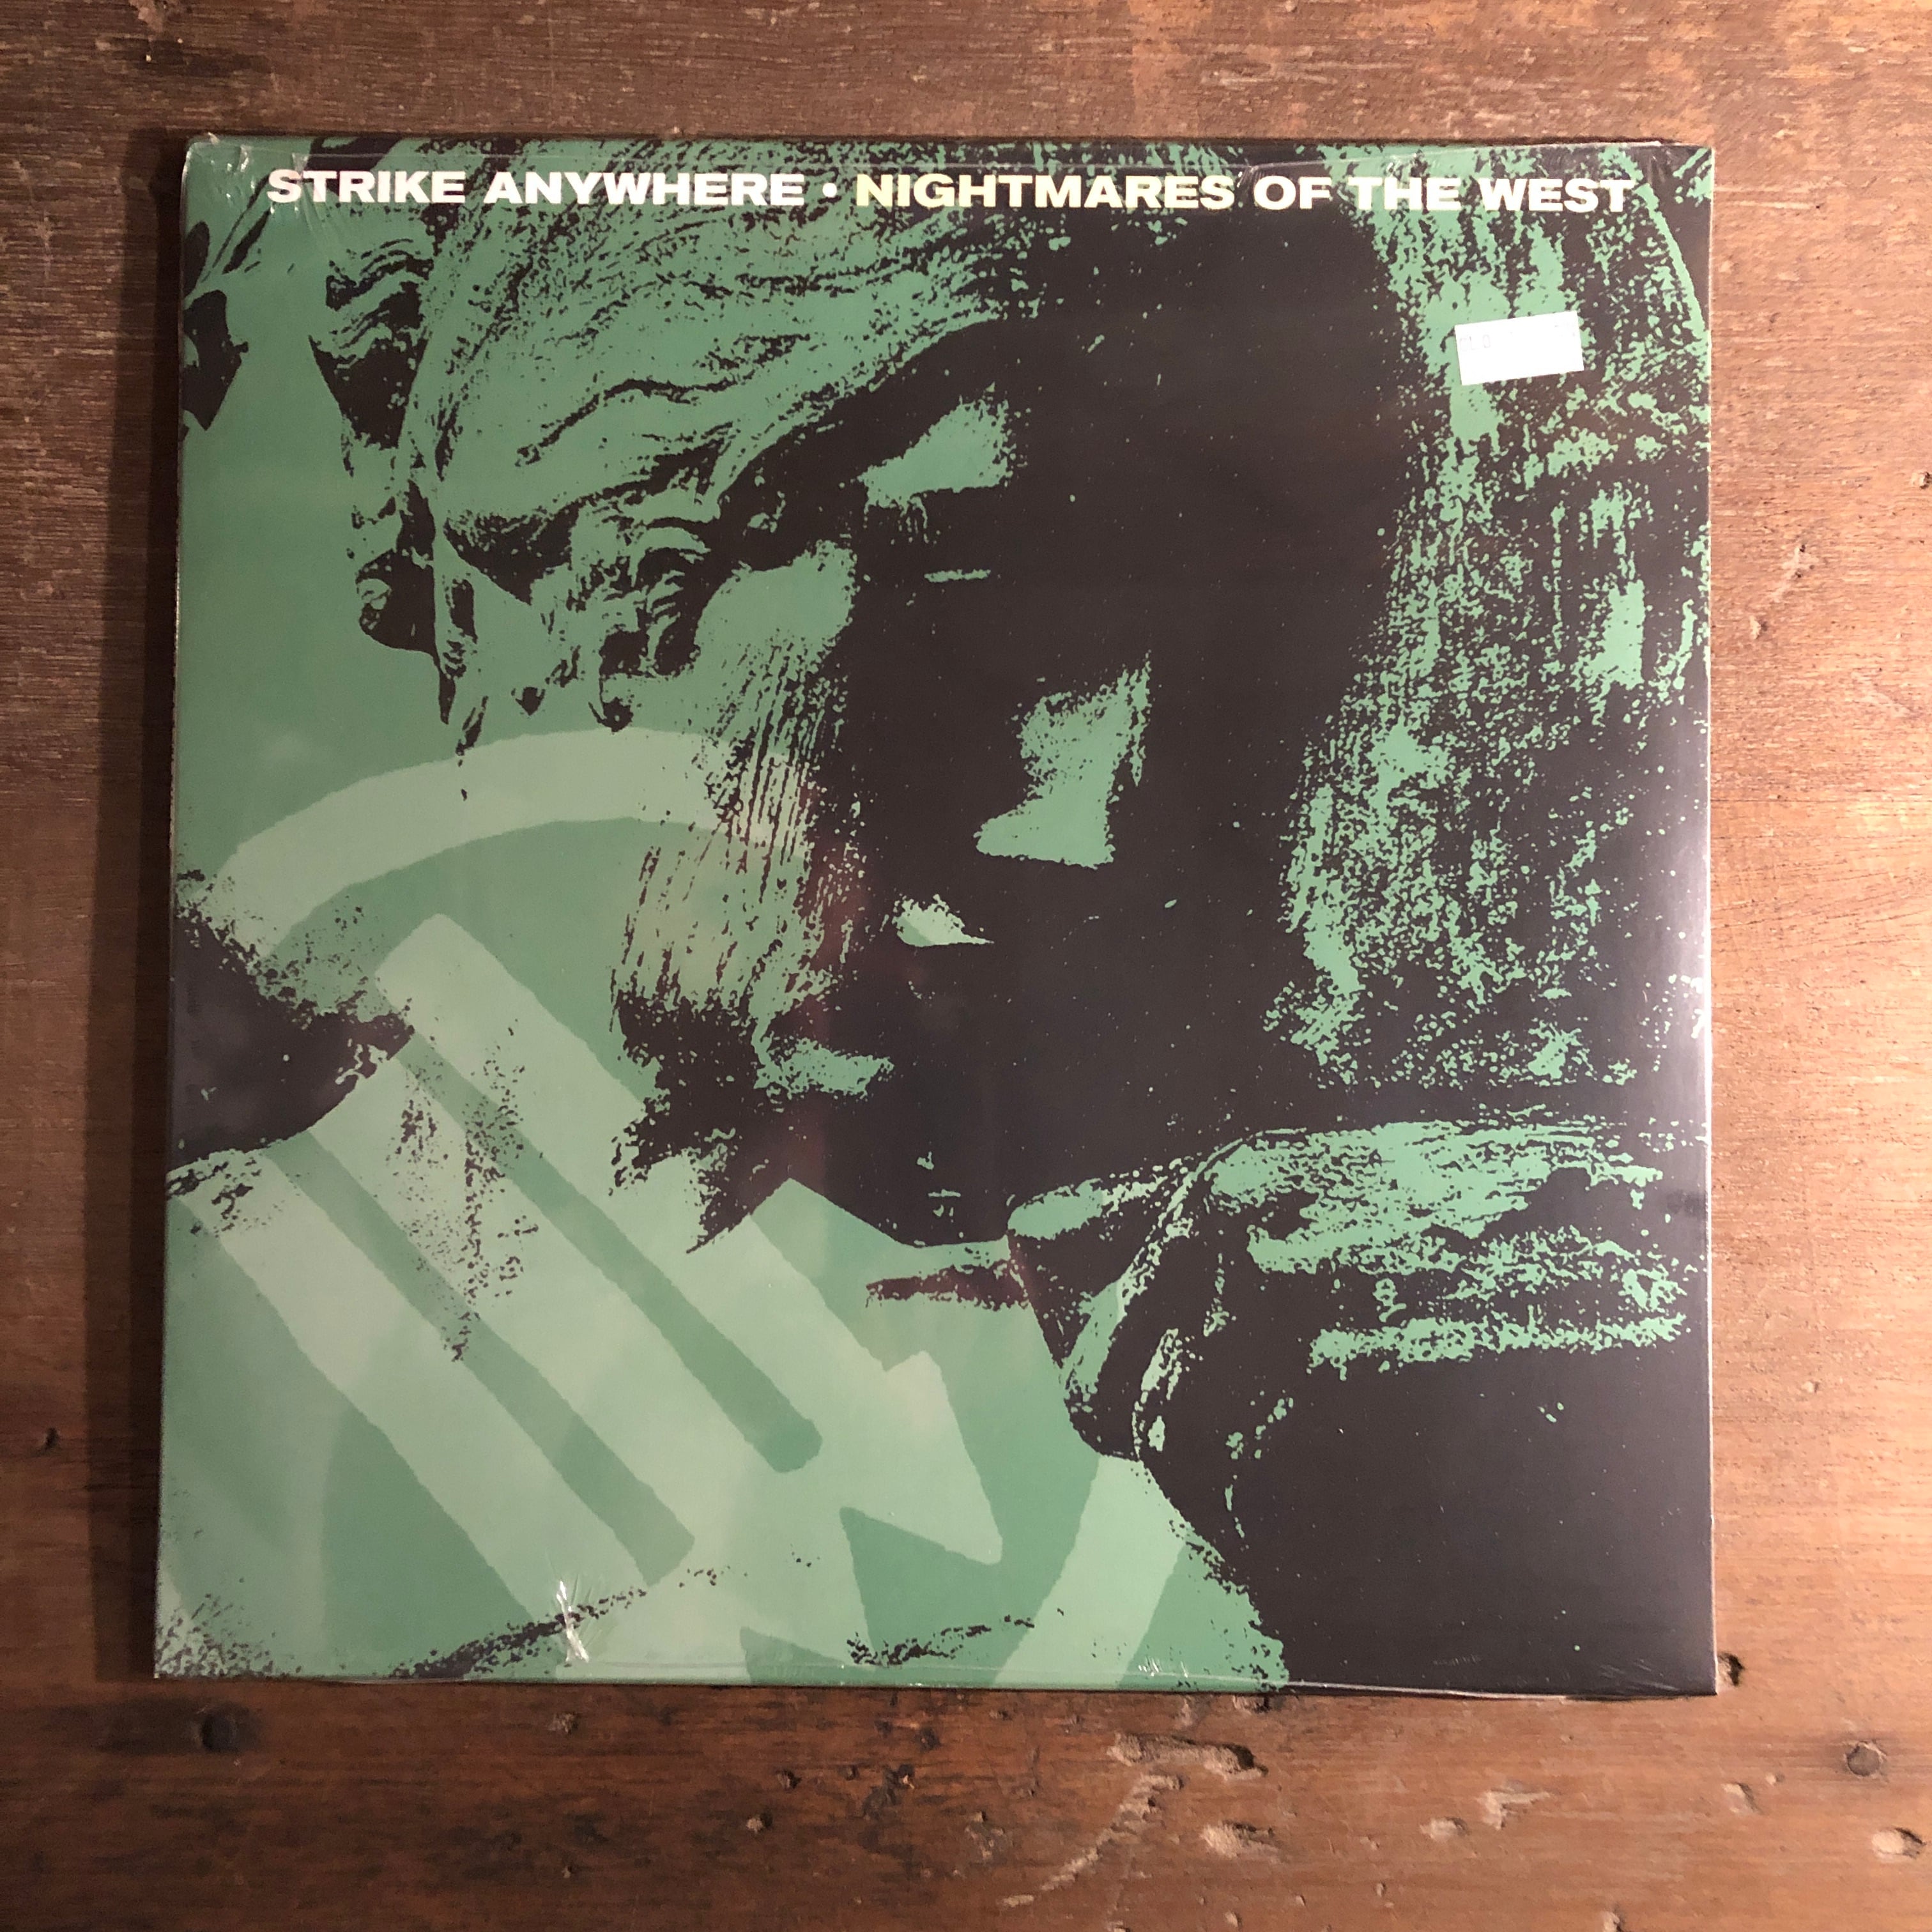 STRIKE ANYWHERE • NIGHTMARES OF THE WEST